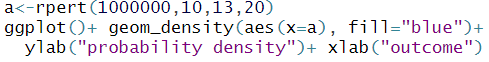 a<-rpert(1000000,10,13,20)
ggplot()+ geom_density(aes(x=a), fill="blue")+
ylab("probability density")+ xlab("outcome")